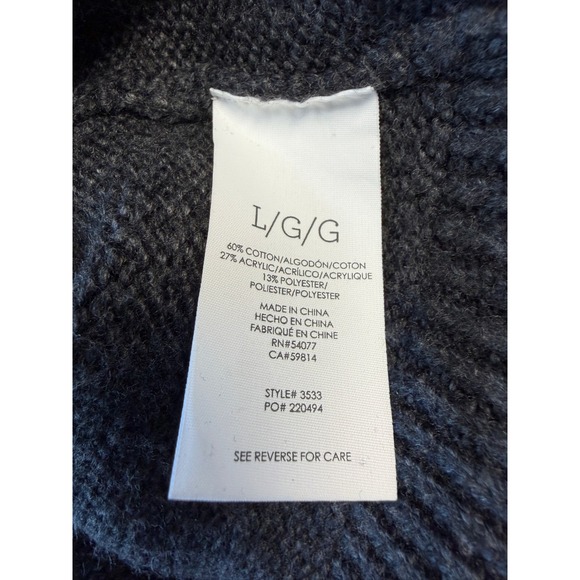 L/G/G
60% COTTON/ALGODÓN/COTON
27% ACRYLIC/ACRÍLICO/ACRYLIQUE
13% POLYESTER/
POLIESTER/POLYESTER
MADE IN CHINA
HECHO EN CHINA
FABRIQUÉ EN CHINE
RN#54077
CA#59814
STYLE# 3533
PO# 220494
SEE REVERSE FOR CARE